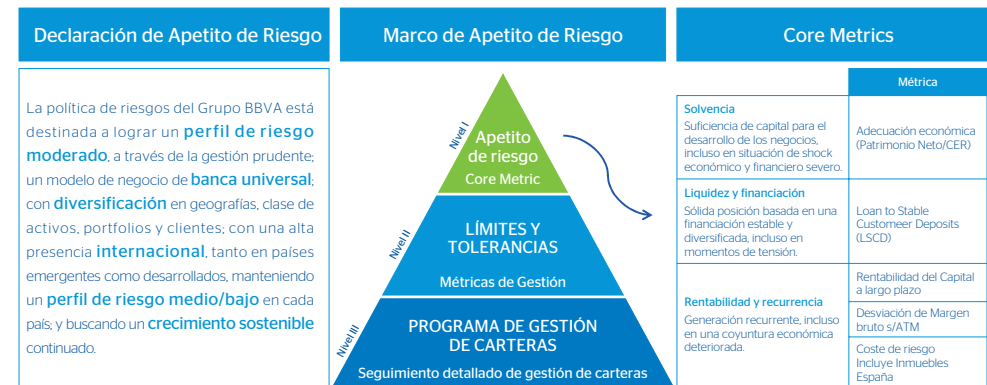 Declaración de Apetito de Riesgo
La política de riesgos del Grupo BBVA está
destinada a lograr un perfil de riesgo
moderado, a través de la gestión prudente;
un modelo de negocio de banca universal;
con diversificación en geografías, clase de
activos, portfolios y clientes; con una alta
presencia internacional, tanto en países
emergentes como desarrollados, manteniendo
un perfil de riesgo medio/bajo en cada
país; y buscando un crecimiento sostenible
continuado.
Marco de Apetito de Riesgo
Nivel I
Apetito
de riesgo
Core Metric
Nivel II
LÍMITES Y
TOLERANCIAS
Métricas de Gestión
Nivel III
PROGRAMA DE GESTIÓN
DE CARTERAS
Seguimiento detallado de gestión de carteras
Core Metrics
Métrica
Solvencia
Suficiencia de capital para el
desarrollo de los negocios,
incluso en situación de shock
económico y financiero severo.
Adecuación económica
(Patrimonio Neto/CER)
Liquidez y financiación
Sólida posición basada en una
financiación estable y
diversificada, incluso en
momentos de tensión.
Loan to Stable
Customeer Deposits
(LSCD)
Rentabilidad y recurrencia
Generación recurrente, incluso
en una coyuntura económica
deteriorada.
Rentabilidad del Capital
a largo plazo
Desviación de Margen
bruto s/ATM
Coste de riesgo
Incluye Inmuebles
España